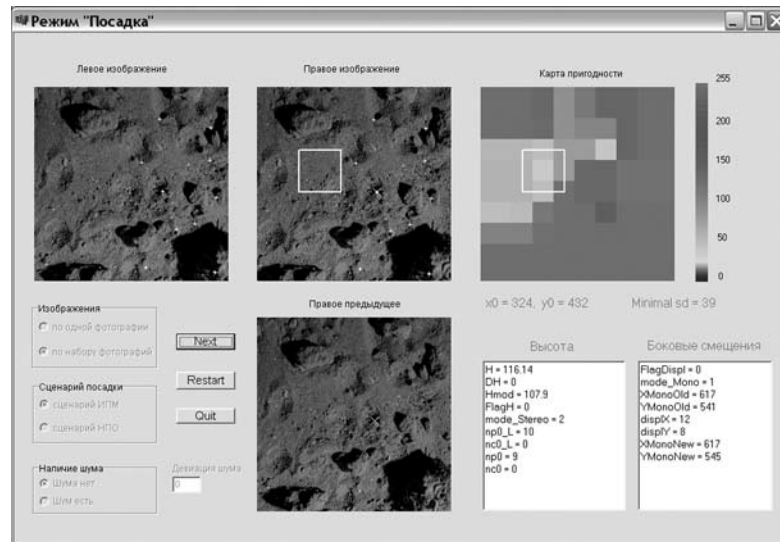 Режим "Посадка"
Левое изображение
Правое изображение
Карта пригодности
255
200
150
100
50
0
x0 = 324, y0 = 432
Minimal sd = 39
Изображения
по одной фотографии
по набору фотографий
Next
Restart
Quit
Сценарий посадки
сценарий ИПМ
сценарий НПО
Наличие шума
Шума нет
Шум есть
Девиация шума
0
Правое предыдущее
Высота
H = 116.14
DH = 0
Hmod = 107.9
FlagH = 0
mode_Stereo = 2
np0_L = 10
nc0_L = 0
np0 = 9
nc0 = 0
Боковые смещения
FlagDispl = 0
mode_Mono = 1
XMonoOld = 617
YMonoOld = 541
displX = 12
displY = 8
XMonoNew = 617
YMonoNew = 545